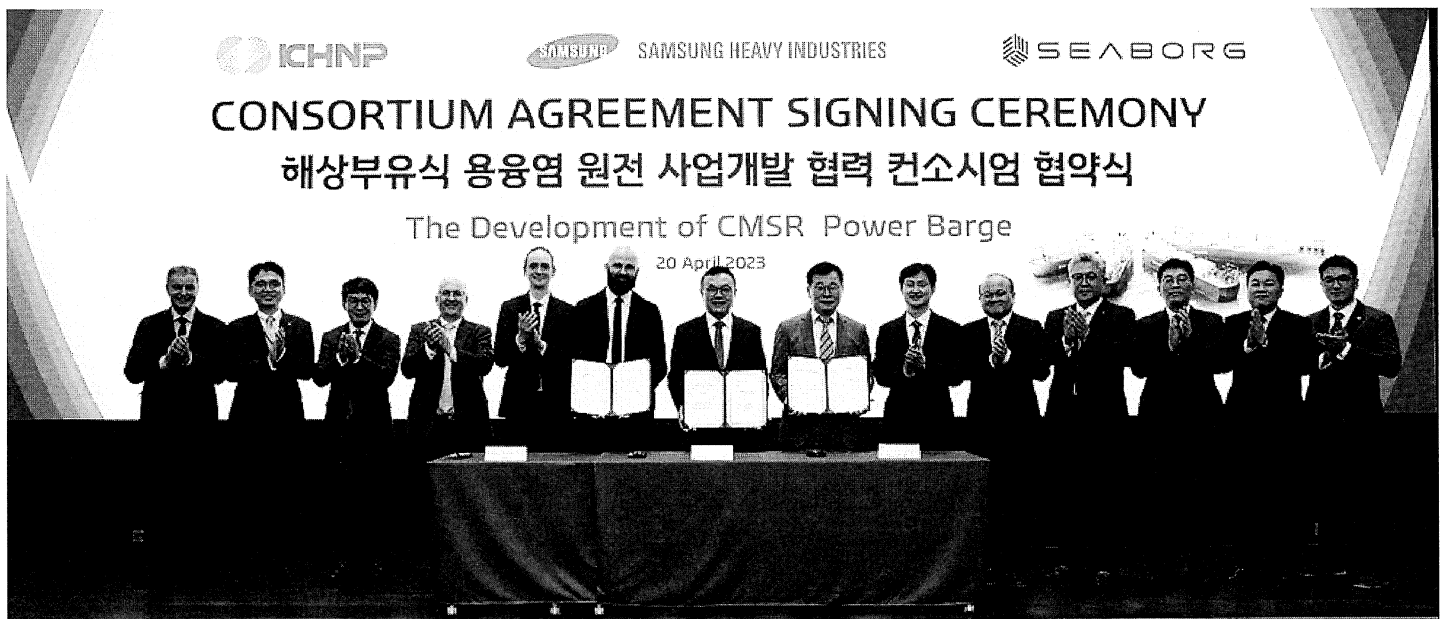 KHNP
SAMSUNG SAMSUNG HEAVY INDUSTRIES
SEABORG
CONSORTIUM AGREEMENT SIGNING CEREMONY
해상부유식 용융염 원전 사업개발 협력 컨소시엄 협약식
The Development of CMSR Power Barge
20 April 2023